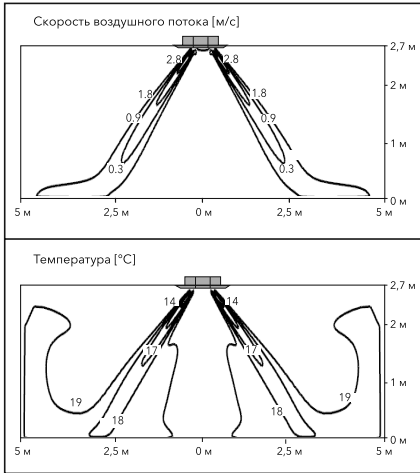 Скорость воздушного потока [м/с]
2,7 м
2.8 2.8
2 м
1.8 1.8
0.9 0.9
1 м
0.3 0.3
0 м
5 м 2,5 м 0 м 2,5 м 5 м
Температура [°C]
2,7 м
14 14
2 м
17 17
1 м
19 19
18 18
0 м
5 м 2,5 м 0 м 2,5 м 5 м